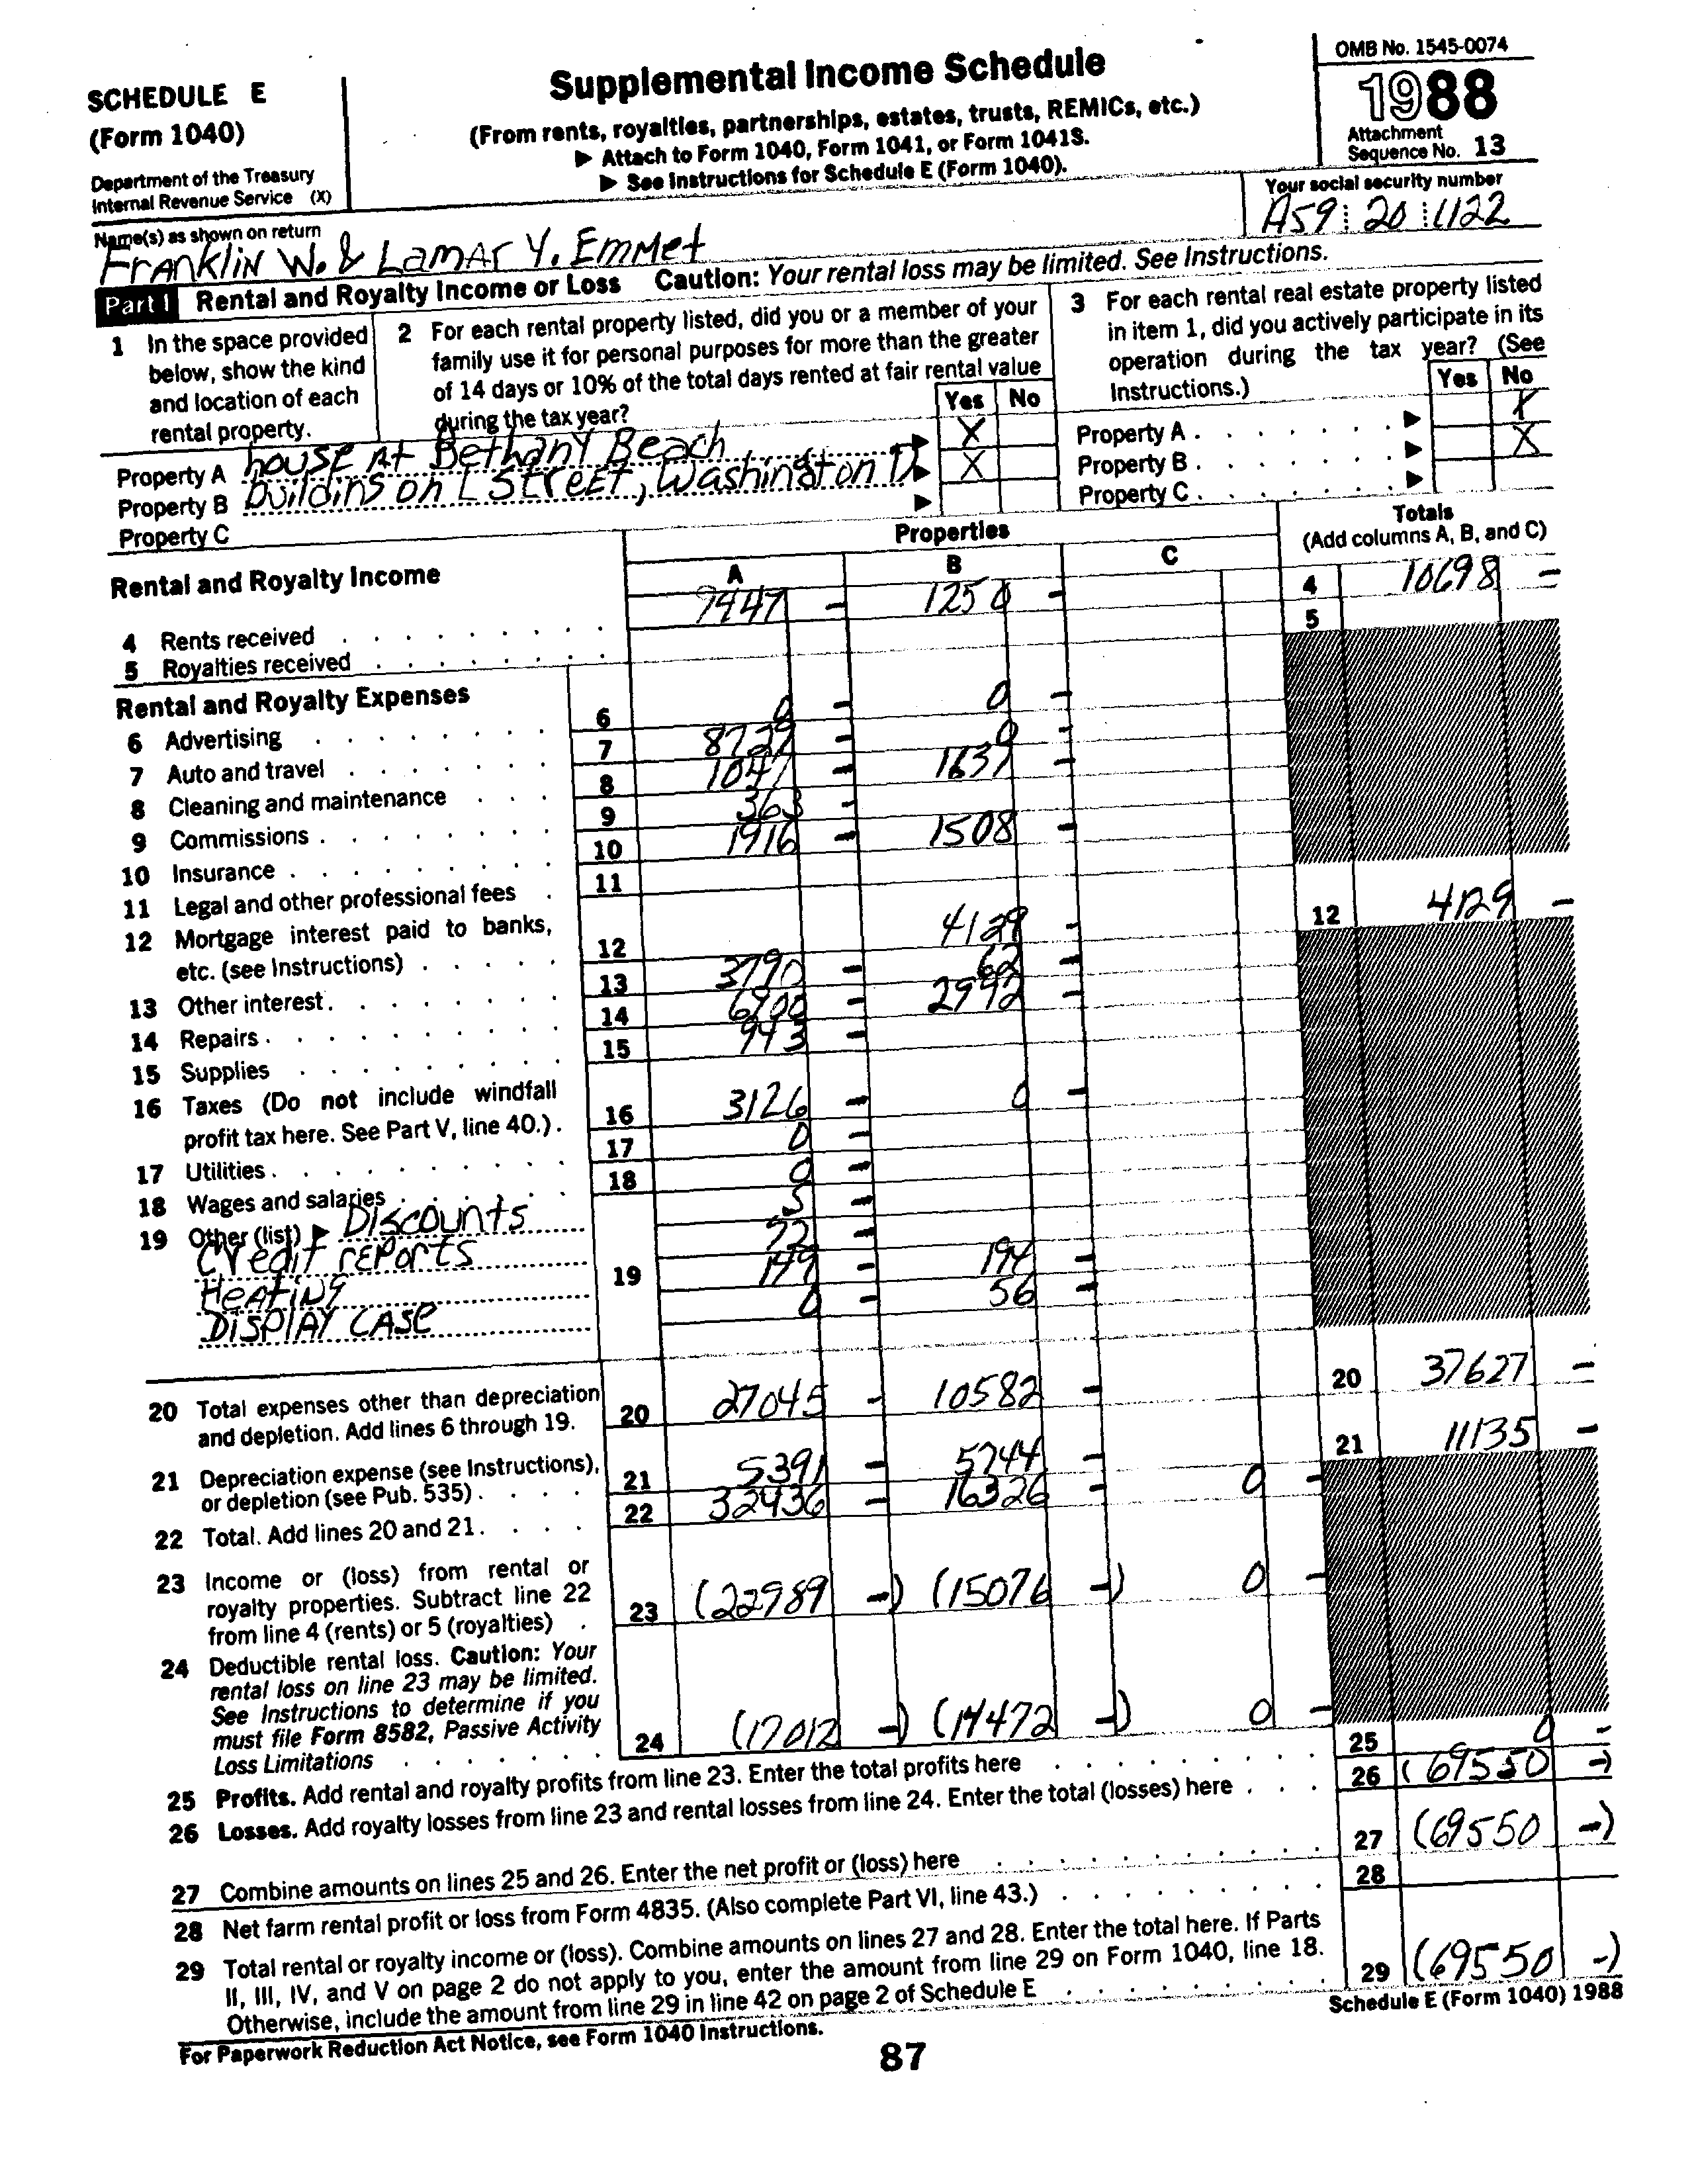 SCHEDULE E
(Form 1040)
Department of the Treasury
Internal Revenue Service (X)
Supplemental Income Schedule
(From rents, royalties, partnerships, estates, trusts, REMICs, etc.)
▶ Attach to Form 1040, Form 1041, or Form 1041S.
▶ See Instructions for Schedule E (Form 1040).
OMB No. 1545-0074
1988
Attachment
Sequence No. 13
Name(s) as shown on return
Franklin W. & Lamar Y. Emmet
Your social security number
A59 20 1122
Part I Rental and Royalty Income or Loss Caution: Your rental loss may be limited. See Instructions.
1 In the space provided below, show the kind and location of each rental property.
2 For each rental property listed, did you or a member of your family use it for personal purposes for more than the greater of 14 days or 10% of the total days rented at fair rental value during the tax year?
Yes No
3 For each rental real estate property listed in item 1, did you actively participate in its operation during the tax year? (See Instructions.)
Yes No
Property A house At Bethany Beach ▶ X Property A ▶ X
Property B building on L Street, Washington D ▶ X Property B ▶ X
Property C ▶ Property C ▶
Rental and Royalty Income
Properties
A B C
Totals
(Add columns A, B, and C)
4 Rents received 9447 – 1250 – 4 10698 –
5 Royalties received 5
Rental and Royalty Expenses
6 Advertising 6 0 – 0 –
7 Auto and travel 7 8729 – 0 –
8 Cleaning and maintenance 8 1047 – 1637 –
9 Commissions 9 363 –
10 Insurance 10 1916 – 1508 –
11 Legal and other professional fees 11
12 Mortgage interest paid to banks, etc. (see Instructions) 12 4129 – 12 4129 –
13 Other interest 13 3790 – 62 –
14 Repairs 14 6900 – 2992 –
15 Supplies 15 943 –
16 Taxes (Do not include windfall profit tax here. See Part V, line 40.) 16 3126 – 0 –
17 Utilities 17 0 –
18 Wages and salaries 18 0 –
19 Other (list) ▶ Discounts 5 –
Credit reports 72 –
Heating 19 149 – 194 –
Display Case 0 – 56 –
20 Total expenses other than depreciation and depletion. Add lines 6 through 19. 20 27045 – 10582 – 20 37627 –
21 Depreciation expense (see Instructions), or depletion (see Pub. 535) 21 5391 – 5744 – 21 11135 –
22 Total. Add lines 20 and 21 22 32436 – 16326 – 0 –
23 Income or (loss) from rental or royalty properties. Subtract line 22 from line 4 (rents) or 5 (royalties) 23 (22989 –) (15076 –) 0 –
24 Deductible rental loss. Caution: Your rental loss on line 23 may be limited. See Instructions to determine if you must file Form 8582, Passive Activity Loss Limitations 24 (17012 –) (14472 –) 0 –
25 Profits. Add rental and royalty profits from line 23. Enter the total profits here 25 0 –
26 Losses. Add royalty losses from line 23 and rental losses from line 24. Enter the total (losses) here 26 (69550 –)
27 Combine amounts on lines 25 and 26. Enter the net profit or (loss) here 27 (69550 –)
28 Net farm rental profit or loss from Form 4835. (Also complete Part VI, line 43.) 28
29 Total rental or royalty income or (loss). Combine amounts on lines 27 and 28. Enter the total here. If Parts II, III, IV, and V on page 2 do not apply to you, enter the amount from line 29 on Form 1040, line 18. Otherwise, include the amount from line 29 in line 42 on page 2 of Schedule E 29 (69550 –)
For Paperwork Reduction Act Notice, see Form 1040 Instructions.
Schedule E (Form 1040) 1988
87